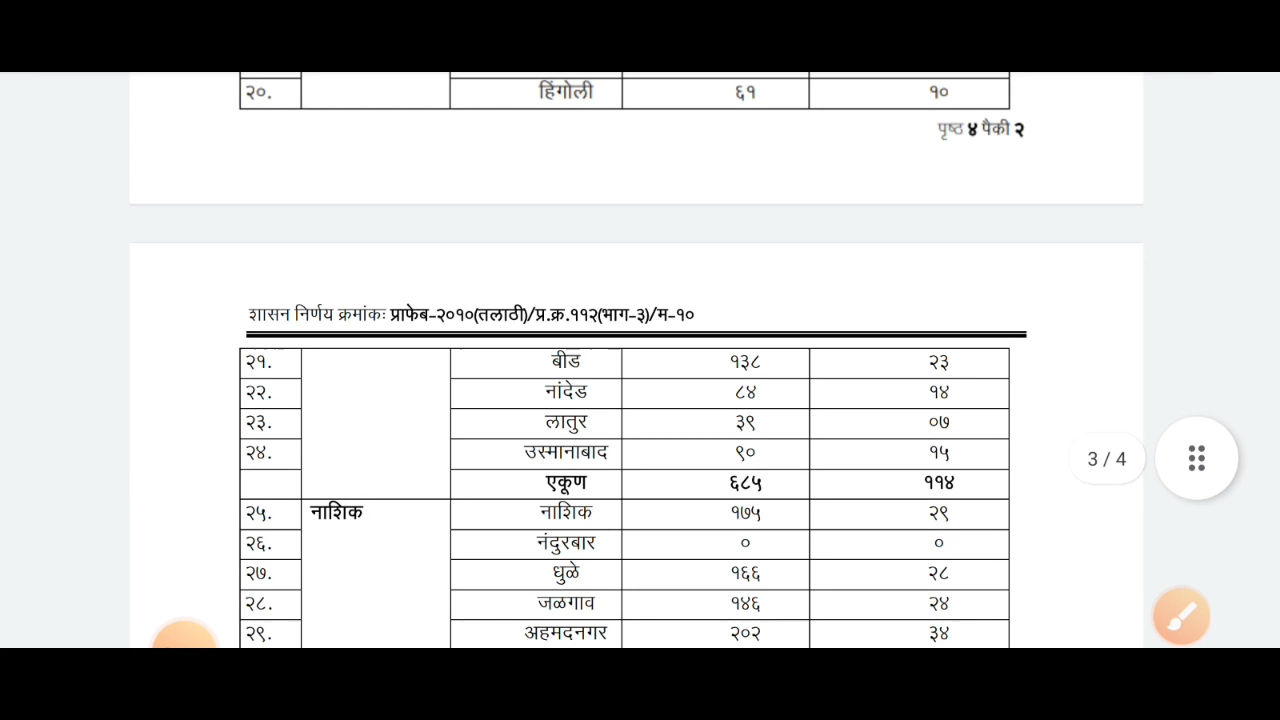 २०. हिंगोली ६१ १०
पृष्ठ ४ पैकी २
शासन निर्णय क्रमांकः प्राफेब-२०१०(तलाठी)/प्र.क्र.११२(भाग-३)/म-१०
२१. बीड १३८ २३
२२. नांदेड ८४ १४
२३. लातुर ३९ ०७
२४. उस्मानाबाद ९० १५
एकूण ६८५ ११४
२५. नाशिक नाशिक १७५ २९
२६. नंदुरबार ० ०
२७. धुळे १६६ २८
२८. जळगाव १४६ २४
२९. अहमदनगर २०२ ३४
3 / 4